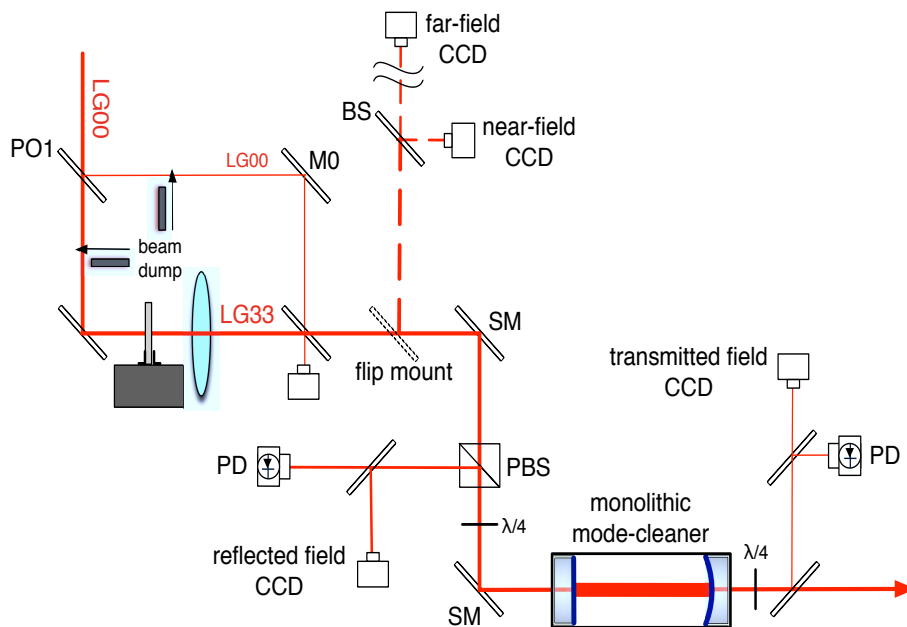 far-field
CCD
LG00
BS
near-field
CCD
PO1
LG00
M0
beam
dump
LG33
SM
flip mount
transmitted field
CCD
PD
PBS
PD
monolithic
mode-cleaner
λ/4
reflected field
CCD
λ/4
SM